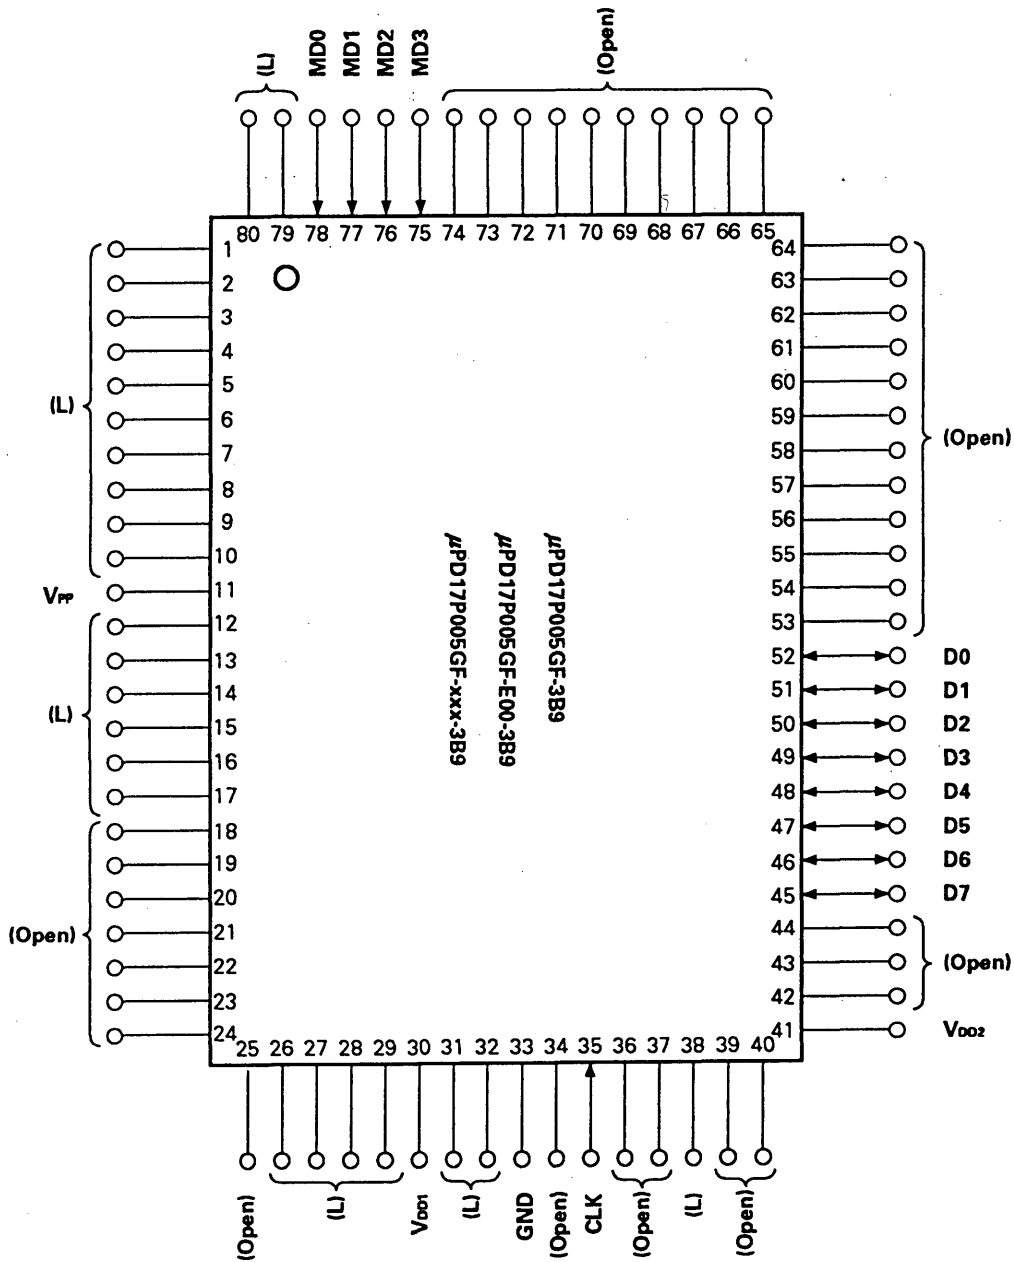 (L)
MD0
MD1
MD2
MD3
(Open)
80 79 78 77 76 75 74 73 72 71 70 69 68 67 66 65
1
2
3
4
5
6
7
8
9
10
11
12
13
14
15
16
17
18
19
20
21
22
23
24
(L)
VPP
(L)
(Open)
μPD17P005GF-3B9
μPD17P005GF-E00-3B9
μPD17P005GF-xxx-3B9
64
63
62
61
60
59
58
57
56
55
54
53
52 D0
51 D1
50 D2
49 D3
48 D4
47 D5
46 D6
45 D7
44
43
42
41 VDD2
(Open)
(Open)
25 26 27 28 29 30 31 32 33 34 35 36 37 38 39 40
(Open)
(L)
VDD1
(L)
GND
(Open)
CLK
(Open)
(L)
(Open)